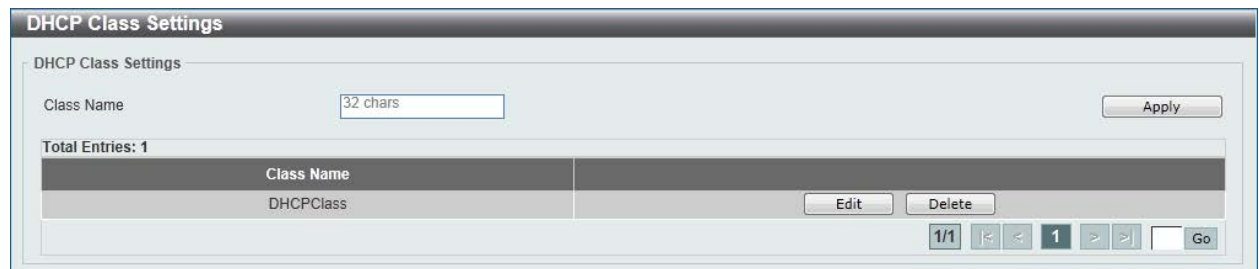 DHCP Class Settings
DHCP Class Settings
Class Name 32 chars Apply
Total Entries: 1
Class Name
DHCPClass Edit Delete
1/1 |< < 1 > >| Go